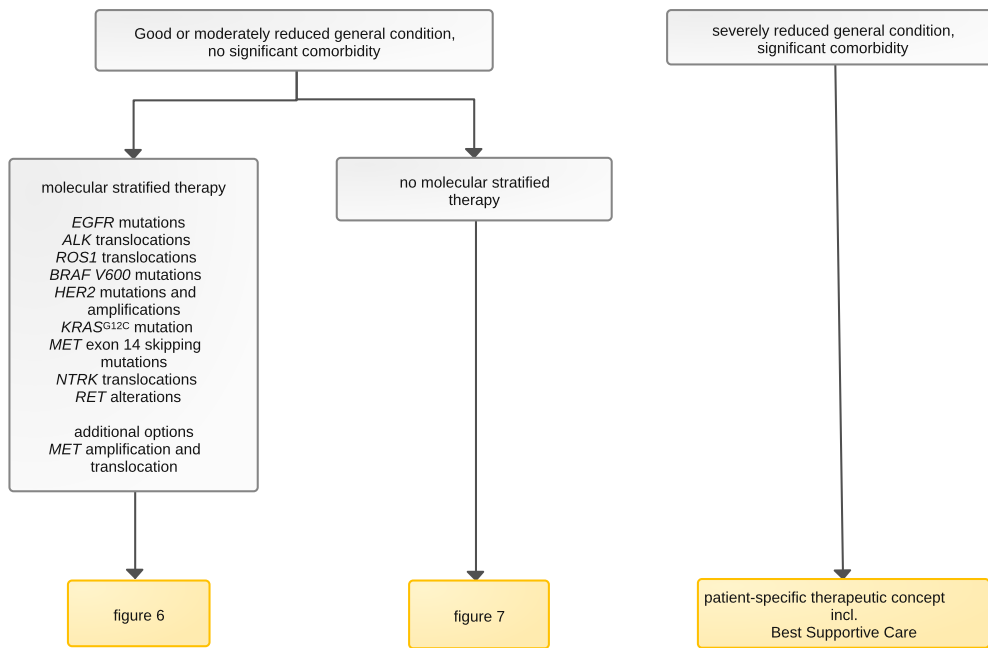 Good or moderately reduced general condition,
no significant comorbidity
severely reduced general condition,
significant comorbidity
molecular stratified therapy
EGFR mutations
ALK translocations
ROS1 translocations
BRAF V600 mutations
HER2 mutations and
amplifications
KRASᴳ¹²ᶜ mutation
MET exon 14 skipping
mutations
NTRK translocations
RET alterations
additional options
MET amplification and
translocation
no molecular stratified
therapy
figure 6
figure 7
patient-specific therapeutic concept
incl.
Best Supportive Care